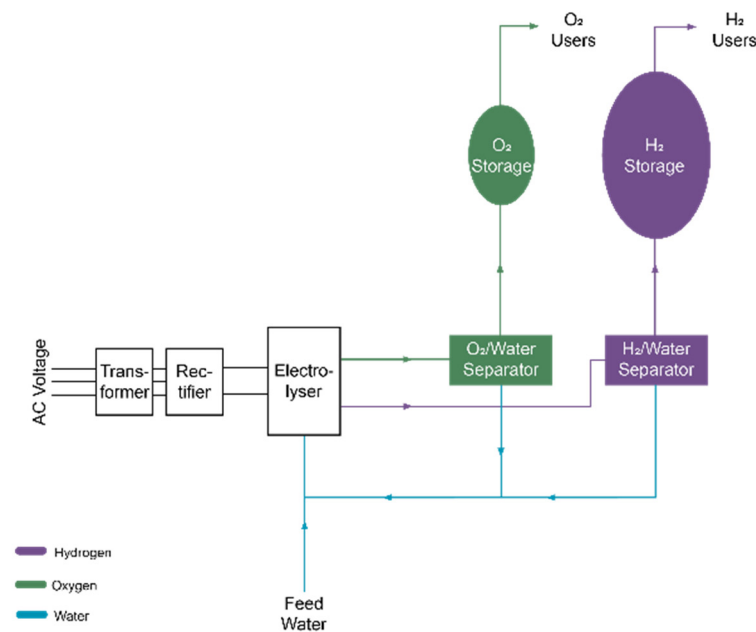 O₂
Users
H₂
Users
O₂
Storage
H₂
Storage
AC Voltage
Trans-
former
Rec-
tifier
Electro-
lyser
O₂/Water
Separator
H₂/Water
Separator
Hydrogen
Oxygen
Water
Feed
Water